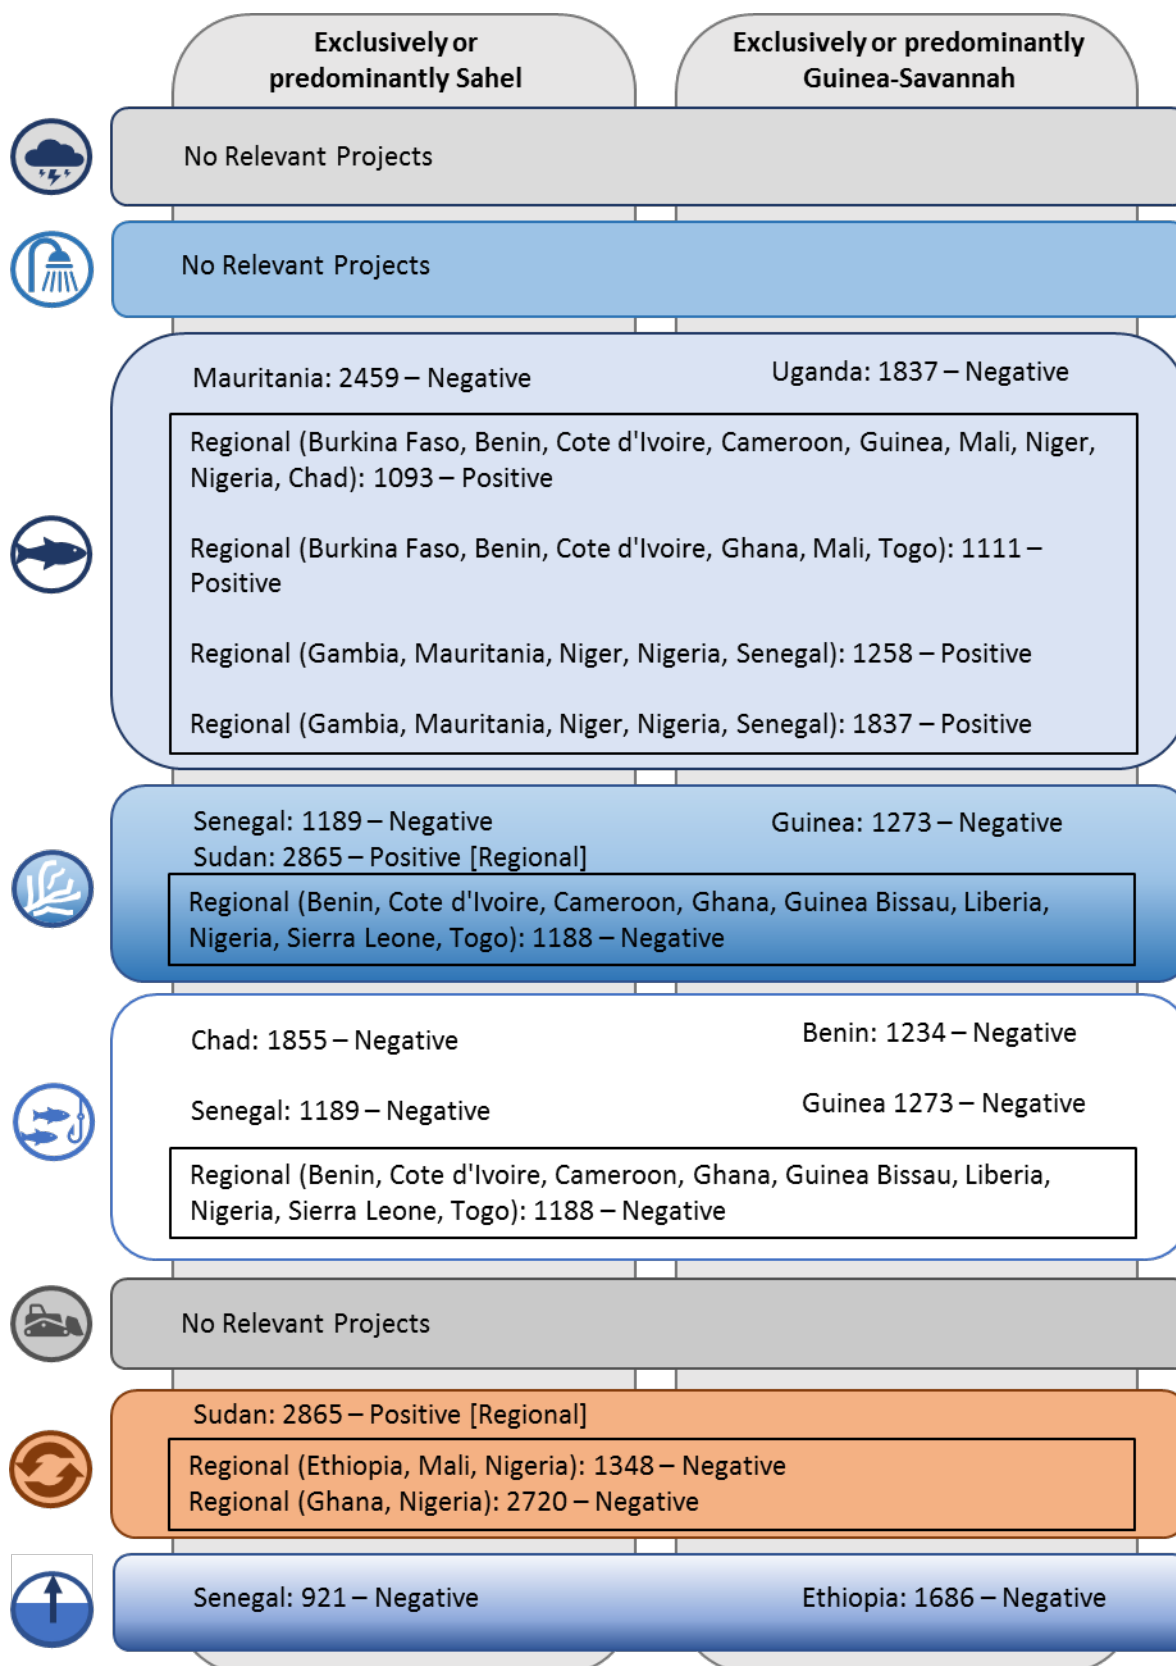 Exclusively or
predominantly Sahel
Exclusively or predominantly
Guinea-Savannah
No Relevant Projects
No Relevant Projects
Mauritania: 2459 – Negative
Uganda: 1837 – Negative
Regional (Burkina Faso, Benin, Cote d'Ivoire, Cameroon, Guinea, Mali, Niger,
Nigeria, Chad): 1093 – Positive
Regional (Burkina Faso, Benin, Cote d'Ivoire, Ghana, Mali, Togo): 1111 –
Positive
Regional (Gambia, Mauritania, Niger, Nigeria, Senegal): 1258 – Positive
Regional (Gambia, Mauritania, Niger, Nigeria, Senegal): 1837 – Positive
Senegal: 1189 – Negative
Sudan: 2865 – Positive [Regional]
Guinea: 1273 – Negative
Regional (Benin, Cote d'Ivoire, Cameroon, Ghana, Guinea Bissau, Liberia,
Nigeria, Sierra Leone, Togo): 1188 – Negative
Chad: 1855 – Negative
Benin: 1234 – Negative
Senegal: 1189 – Negative
Guinea 1273 – Negative
Regional (Benin, Cote d'Ivoire, Cameroon, Ghana, Guinea Bissau, Liberia,
Nigeria, Sierra Leone, Togo): 1188 – Negative
No Relevant Projects
Sudan: 2865 – Positive [Regional]
Regional (Ethiopia, Mali, Nigeria): 1348 – Negative
Regional (Ghana, Nigeria): 2720 – Negative
Senegal: 921 – Negative
Ethiopia: 1686 – Negative